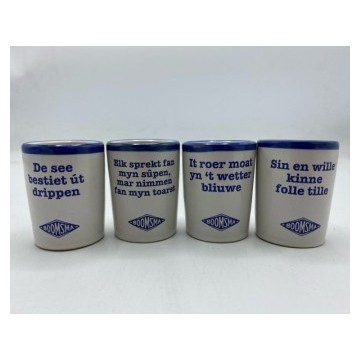 De see
bestiet út
drippen
BOOMSMA
Elk sprekt fan
myn sûpen,
mar nimmen
fan myn toarst
BOOMSMA
It roer moat
yn 't wetter
bliuwe
BOOMSMA
Sin en wille
kinne
folle tille
BOOMSMA